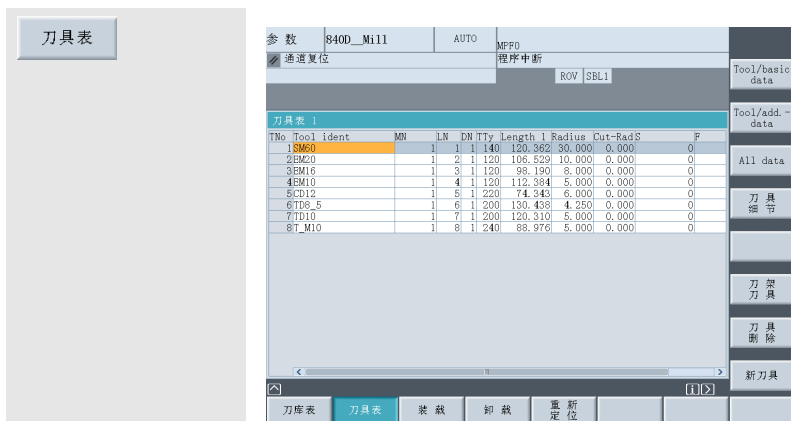 刀具表
参 数 840D__Mill AUTO MPF0
通道复位 程序中断
ROV SBL1
刀具表 1
TNo Tool ident MN LN DN TTy Length 1 Radius Cut-Rad S F
1 SM60 1 1 1 140 120.362 30.000 0.000 0
2 EM20 1 2 1 120 106.529 10.000 0.000 0
3 EM16 1 3 1 120 98.190 8.000 0.000 0
4 EM10 1 4 1 120 112.384 5.000 0.000 0
5 CD12 1 5 1 220 74.343 6.000 0.000 0
6 TD8_5 1 6 1 200 130.438 4.250 0.000 0
7 TD10 1 7 1 200 120.310 5.000 0.000 0
8 T_M10 1 8 1 240 88.976 5.000 0.000 0
Tool/basic
data
Tool/add.-
data
All data
刀 具
细 节
刀 架
刀 具
刀 具
删 除
新刀具
刀库表 刀具表 装 载 卸 载 重 新
定 位